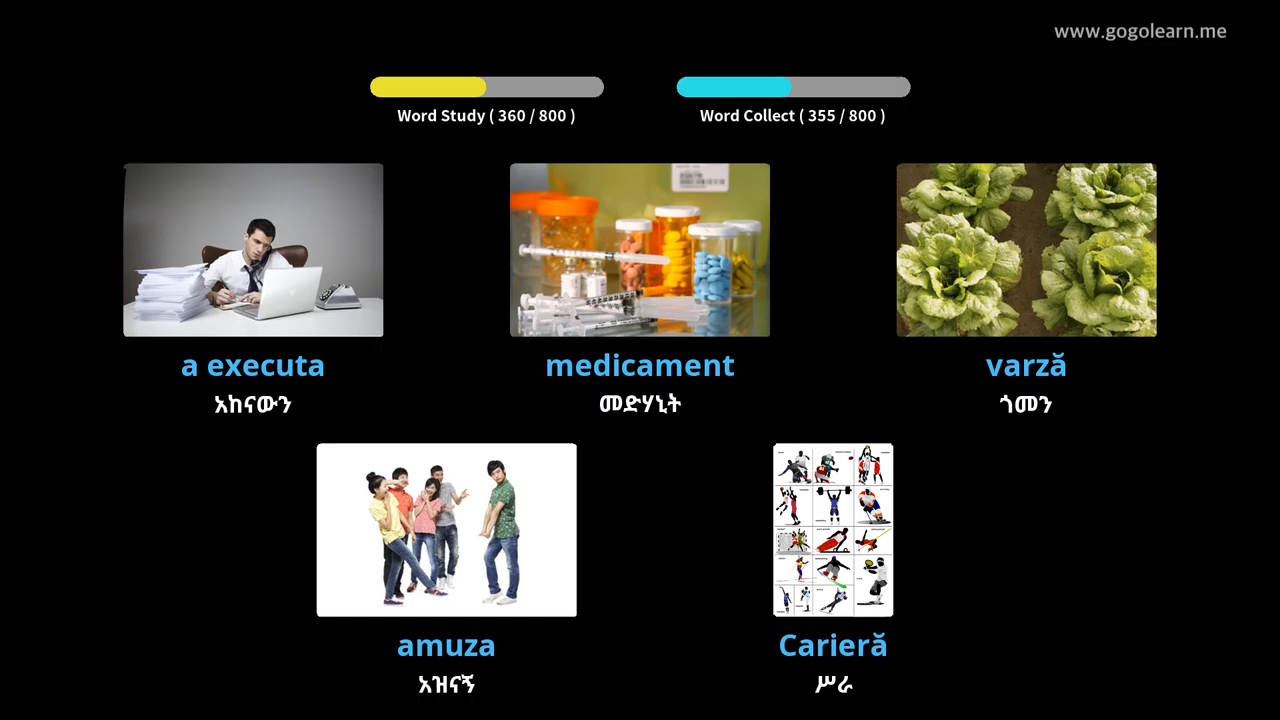 www.gogolearn.me
Word Study ( 360 / 800 )
Word Collect ( 355 / 800 )
a executa
አከናውን
medicament
መድሃኒት
varză
ጎመን
amuza
አዝናኝ
Carieră
ሥራ